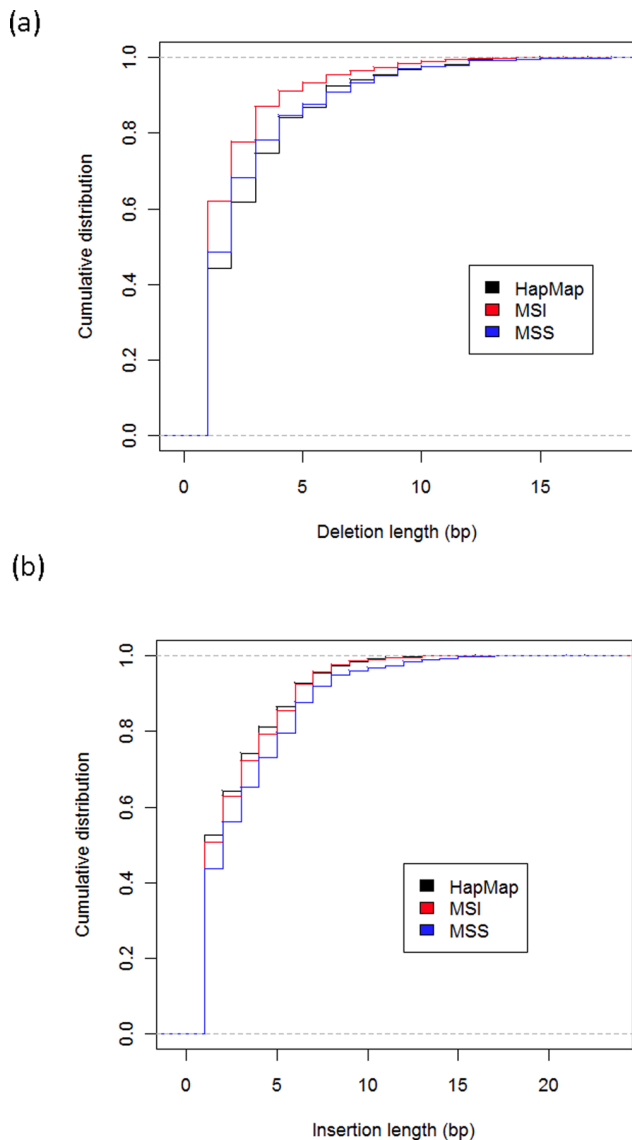 (a)
1.0
0.8
0.6
0.4
0.2
0.0
Cumulative distribution
HapMap
MSI
MSS
0 5 10 15
Deletion length (bp)
(b)
1.0
0.8
0.6
0.4
0.2
0.0
Cumulative distribution
HapMap
MSI
MSS
0 5 10 15 20
Insertion length (bp)